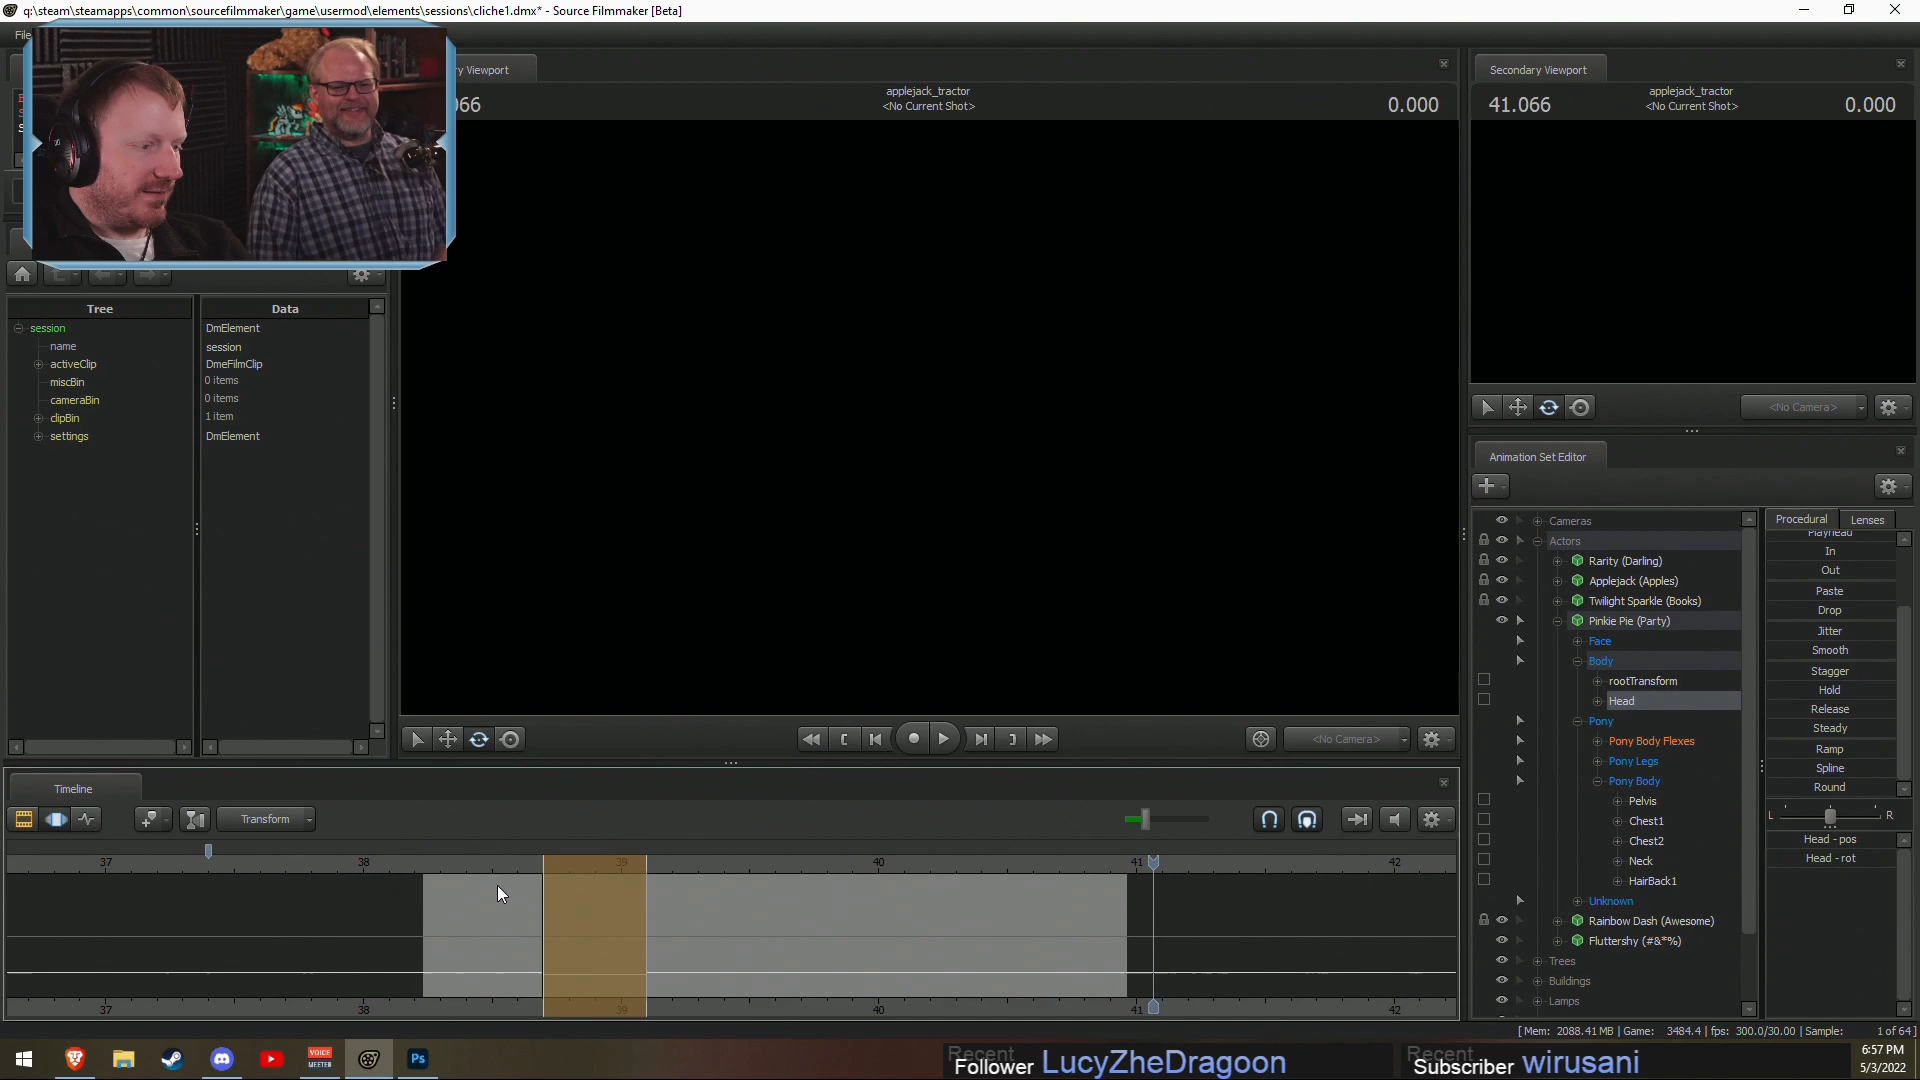 q:\steam\steamapps\common\sourcefilmmaker\game\usermod\elements\sessions\cliche1.dmx* - Source Filmmaker [Beta]
File
ry Viewport
Secondary Viewport
066
applejack_tractor
<No Current Shot>
0.000
41.066
applejack_tractor
<No Current Shot>
0.000
Tree
Data
session
DmElement
name
session
activeClip
DmeFilmClip
miscBin
0 items
cameraBin
0 items
clipBin
1 item
settings
DmElement
<No Camera>
Animation Set Editor
Cameras
Actors
Rarity (Darling)
Applejack (Apples)
Twilight Sparkle (Books)
Pinkie Pie (Party)
Face
Body
rootTransform
Head
Pony
Pony Body Flexes
Pony Legs
Pony Body
Pelvis
Chest1
Chest2
Neck
HairBack1
Unknown
Rainbow Dash (Awesome)
Fluttershy (#&*%)
Trees
Buildings
Lamps
Procedural
Lenses
Playhead
In
Out
Paste
Drop
Jitter
Smooth
Stagger
Hold
Release
Steady
Ramp
Spline
Round
L
R
Head - pos
Head - rot
<No Camera>
Timeline
Transform
37
38
39
40
41
42
37
38
39
40
41
42
[ Mem: 2088.41 MB | Game: 3484.4 | fps: 300.0/30.00 | Sample: 1 of 64 ]
VOICE
MEETER
Ps
Recent
Follower LucyZheDragoon
Recent
Subscriber wirusani
6:57 PM
5/3/2022